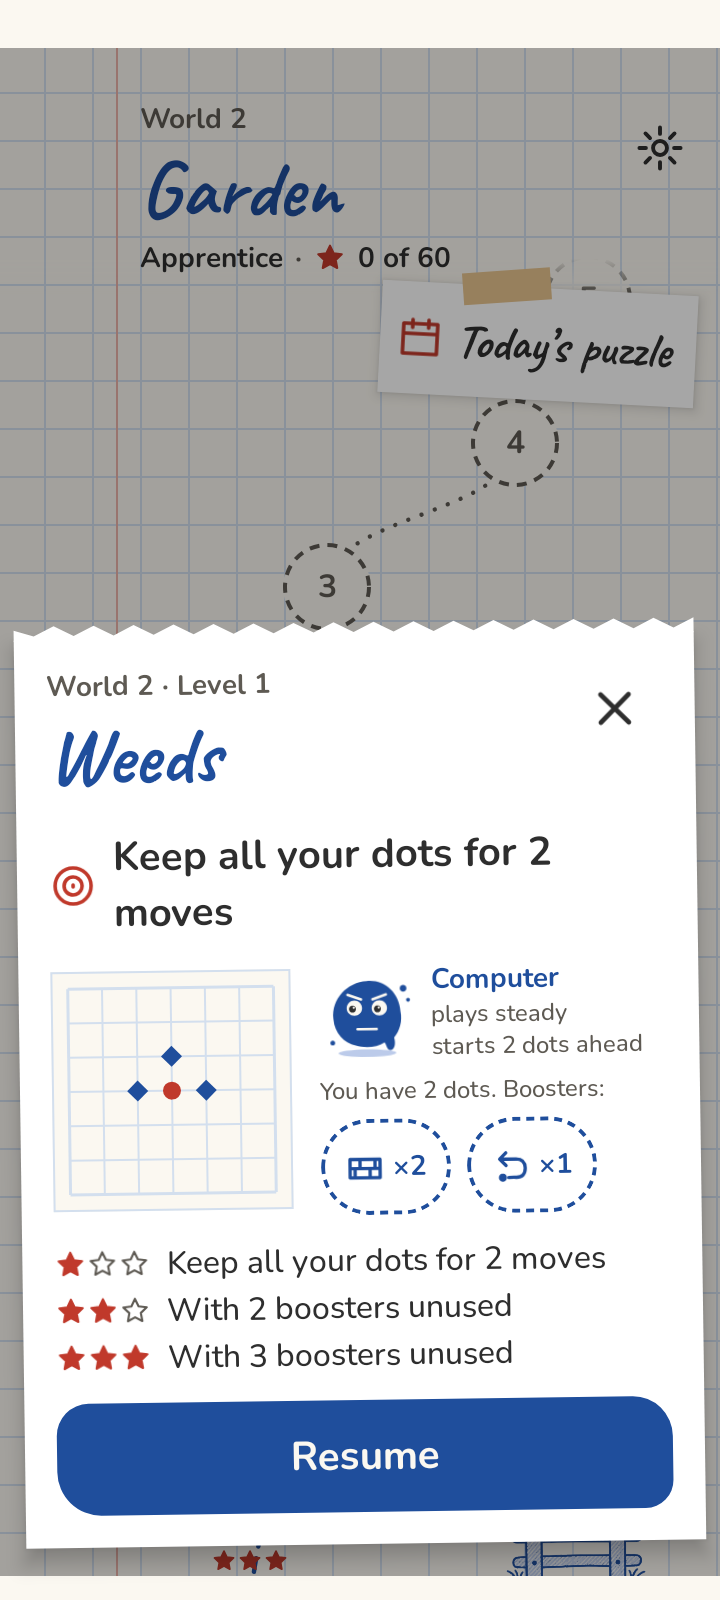 World 2
Garden
Apprentice · 0 of 60
Today's puzzle
4
3
World 2 · Level 1
Weeds
Keep all your dots for 2
moves
Computer
plays steady
starts 2 dots ahead
You have 2 dots. Boosters:
×2
×1
Keep all your dots for 2 moves
With 2 boosters unused
With 3 boosters unused
Resume